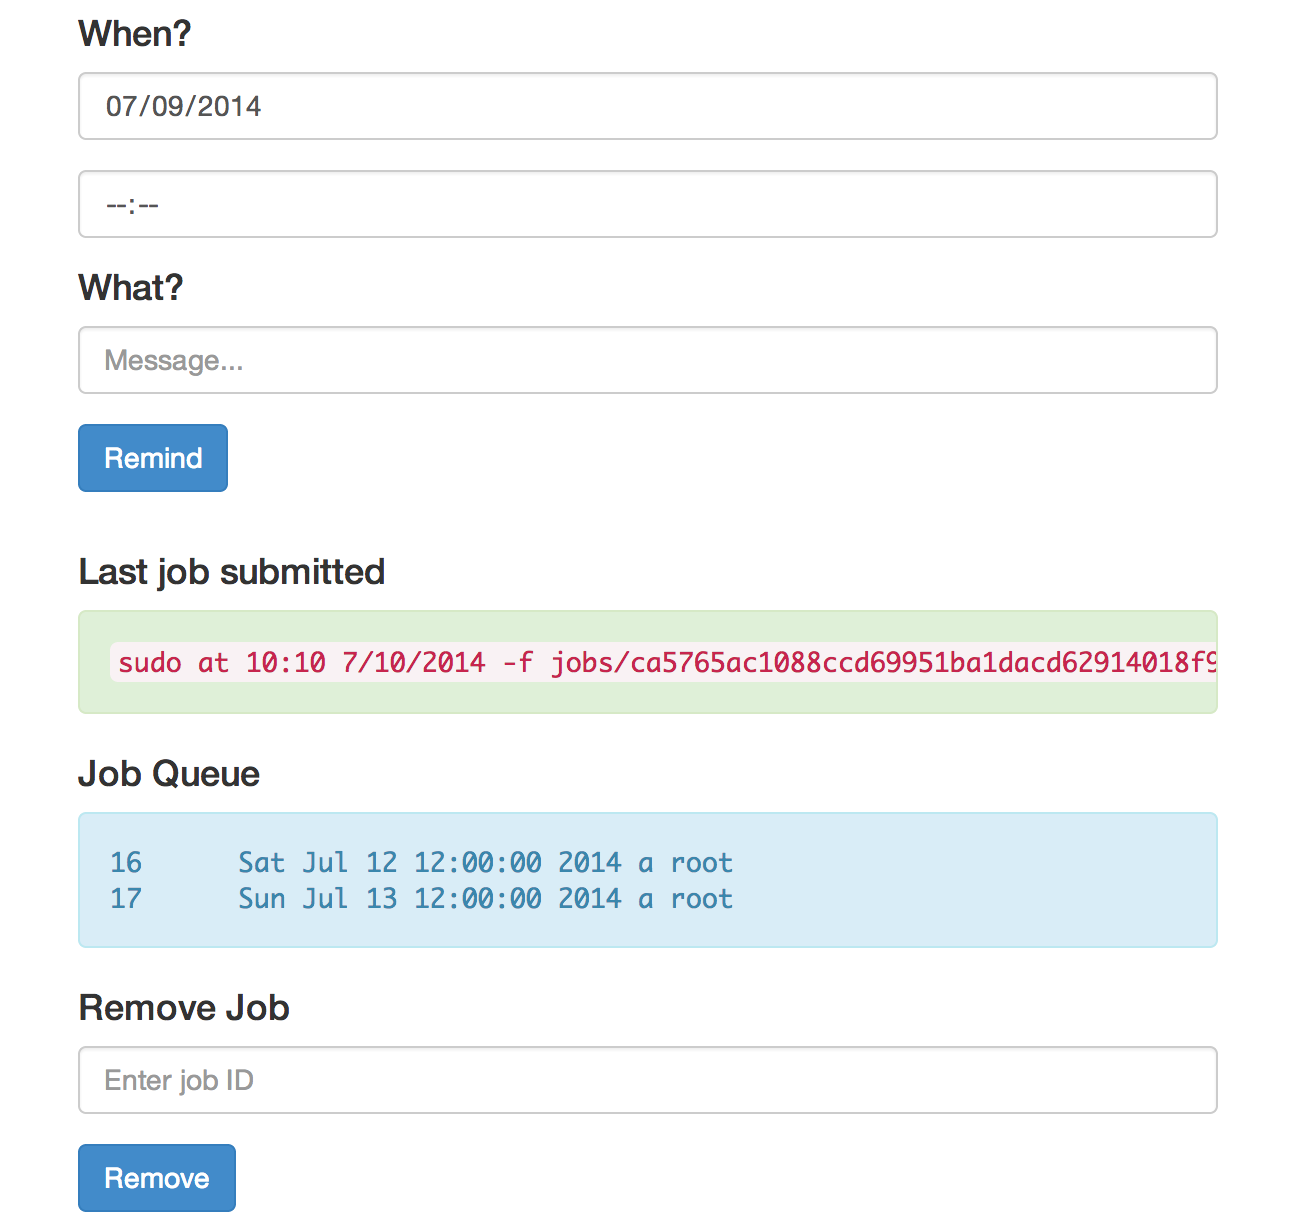 When?
07/09/2014
--:--
What?
Message...
Remind
Last job submitted
sudo at 10:10 7/10/2014 -f jobs/ca5765ac1088ccd69951ba1dacd62914018f9
Job Queue
16 Sat Jul 12 12:00:00 2014 a root
17 Sun Jul 13 12:00:00 2014 a root
Remove Job
Enter job ID
Remove